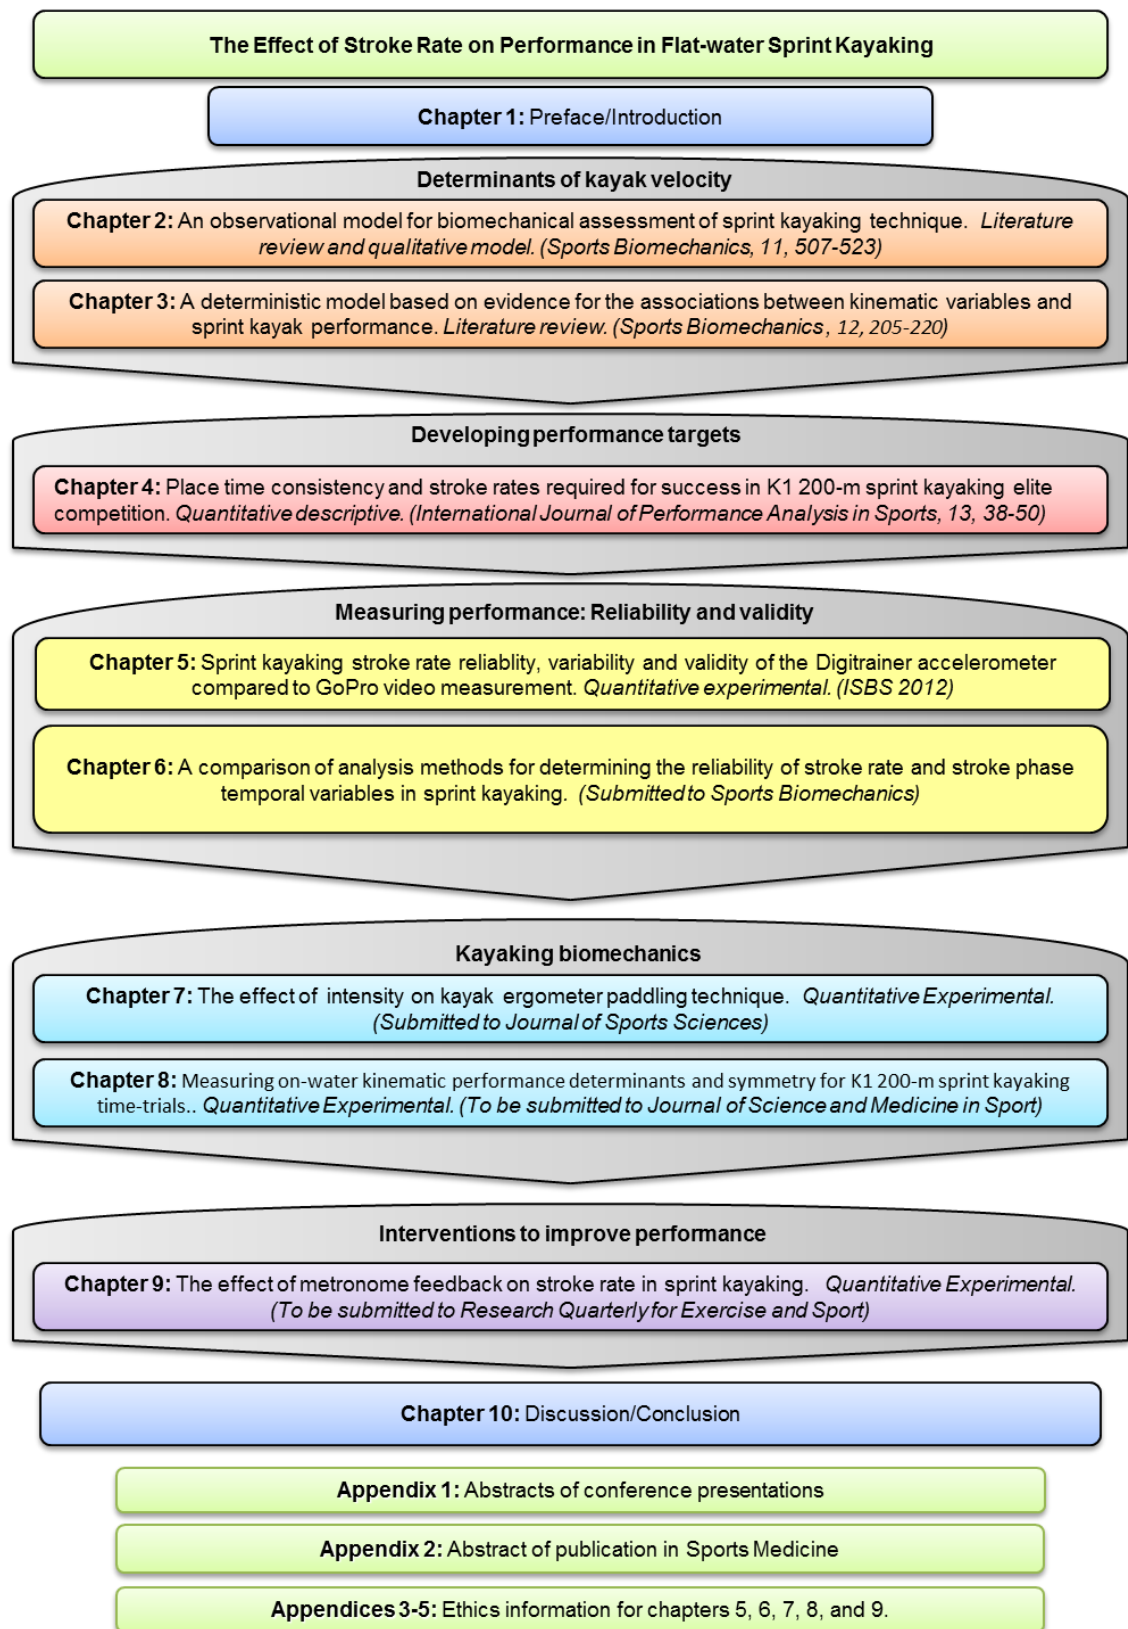 The Effect of Stroke Rate on Performance in Flat-water Sprint Kayaking
Chapter 1: Preface/Introduction
Determinants of kayak velocity
Chapter 2: An observational model for biomechanical assessment of sprint kayaking technique. Literature
review and qualitative model. (Sports Biomechanics, 11, 507-523)
Chapter 3: A deterministic model based on evidence for the associations between kinematic variables and
sprint kayak performance. Literature review. (Sports Biomechanics, 12, 205-220)
Developing performance targets
Chapter 4: Place time consistency and stroke rates required for success in K1 200-m sprint kayaking elite
competition. Quantitative descriptive. (International Journal of Performance Analysis in Sports, 13, 38-50)
Measuring performance: Reliability and validity
Chapter 5: Sprint kayaking stroke rate reliablity, variability and validity of the Digitrainer accelerometer
compared to GoPro video measurement. Quantitative experimental. (ISBS 2012)
Chapter 6: A comparison of analysis methods for determining the reliability of stroke rate and stroke phase
temporal variables in sprint kayaking. (Submitted to Sports Biomechanics)
Kayaking biomechanics
Chapter 7: The effect of intensity on kayak ergometer paddling technique. Quantitative Experimental.
(Submitted to Journal of Sports Sciences)
Chapter 8: Measuring on-water kinematic performance determinants and symmetry for K1 200-m sprint kayaking
time-trials.. Quantitative Experimental. (To be submitted to Journal of Science and Medicine in Sport)
Interventions to improve performance
Chapter 9: The effect of metronome feedback on stroke rate in sprint kayaking. Quantitative Experimental.
(To be submitted to Research Quarterly for Exercise and Sport)
Chapter 10: Discussion/Conclusion
Appendix 1: Abstracts of conference presentations
Appendix 2: Abstract of publication in Sports Medicine
Appendices 3-5: Ethics information for chapters 5, 6, 7, 8, and 9.